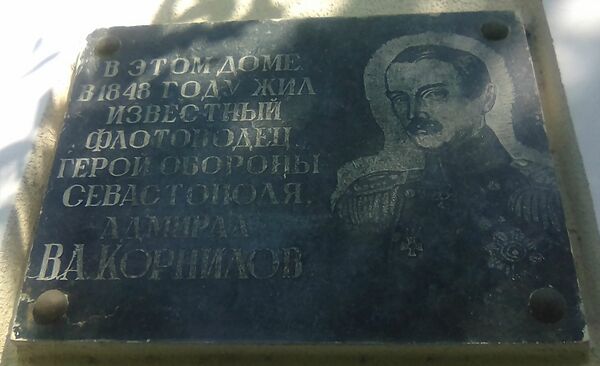 В ЭТОМ ДОМЕ
В 1848 ГОДУ ЖИЛ
ИЗВЕСТНЫЙ
ФЛОТОВОДЕЦ
ГЕРОЙ ОБОРОНЫ
СЕВАСТОПОЛЯ,
АДМИРАЛ
В.А. КОРНИЛОВ